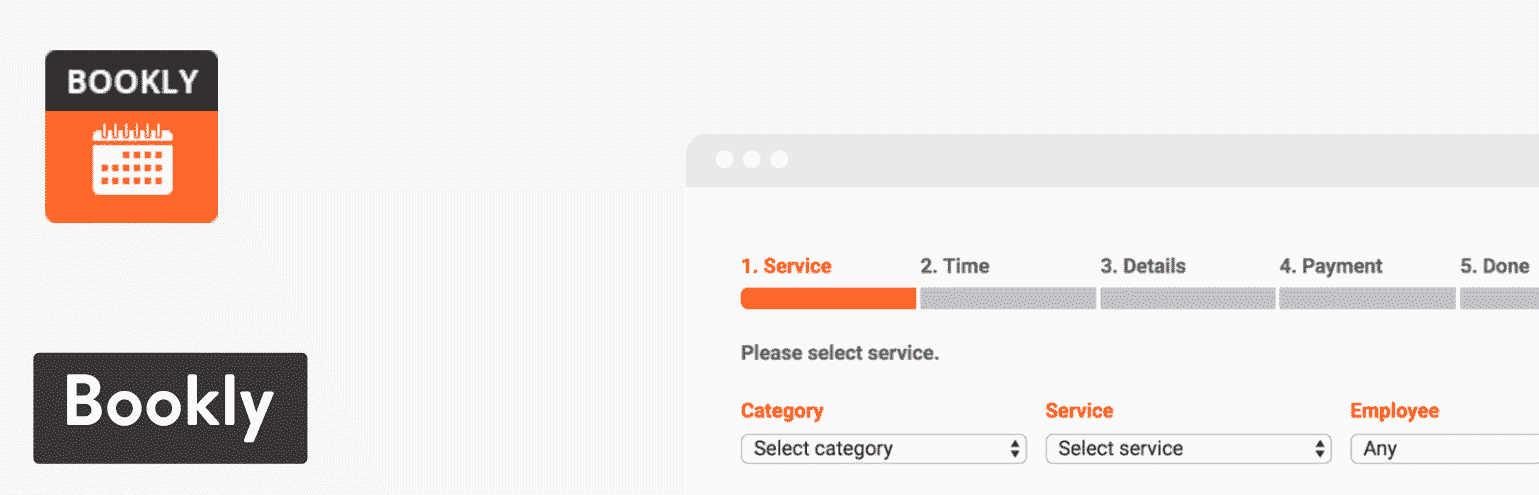 BOOKLY
Bookly
1. Service 2. Time 3. Details 4. Payment 5. Done
Please select service.
Category Service Employee
Select category Select service Any